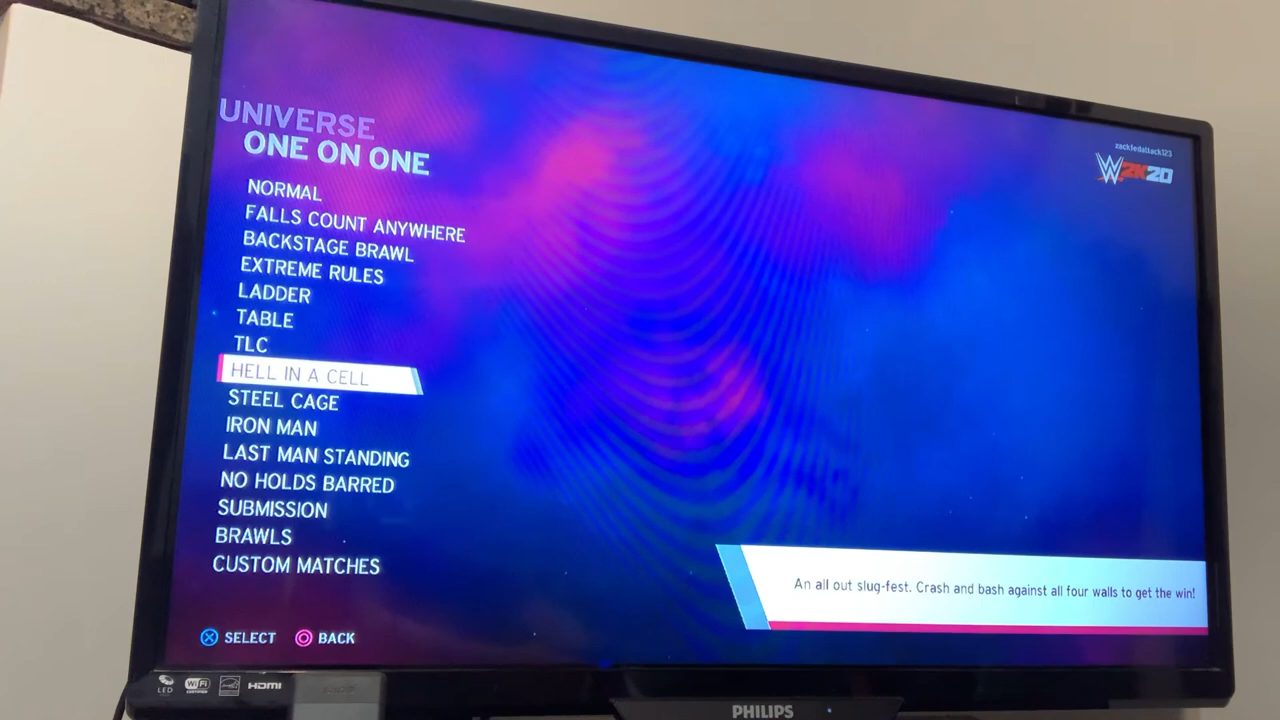 UNIVERSE
ONE ON ONE
zackfedattack123
W 2K20
NORMAL
FALLS COUNT ANYWHERE
BACKSTAGE BRAWL
EXTREME RULES
LADDER
TABLE
TLC
HELL IN A CELL
STEEL CAGE
IRON MAN
LAST MAN STANDING
NO HOLDS BARRED
SUBMISSION
BRAWLS
CUSTOM MATCHES
An all out slug-fest. Crash and bash against all four walls to get the win!
SELECT BACK
LED WiFi CERTIFIED HDMI
PHILIPS